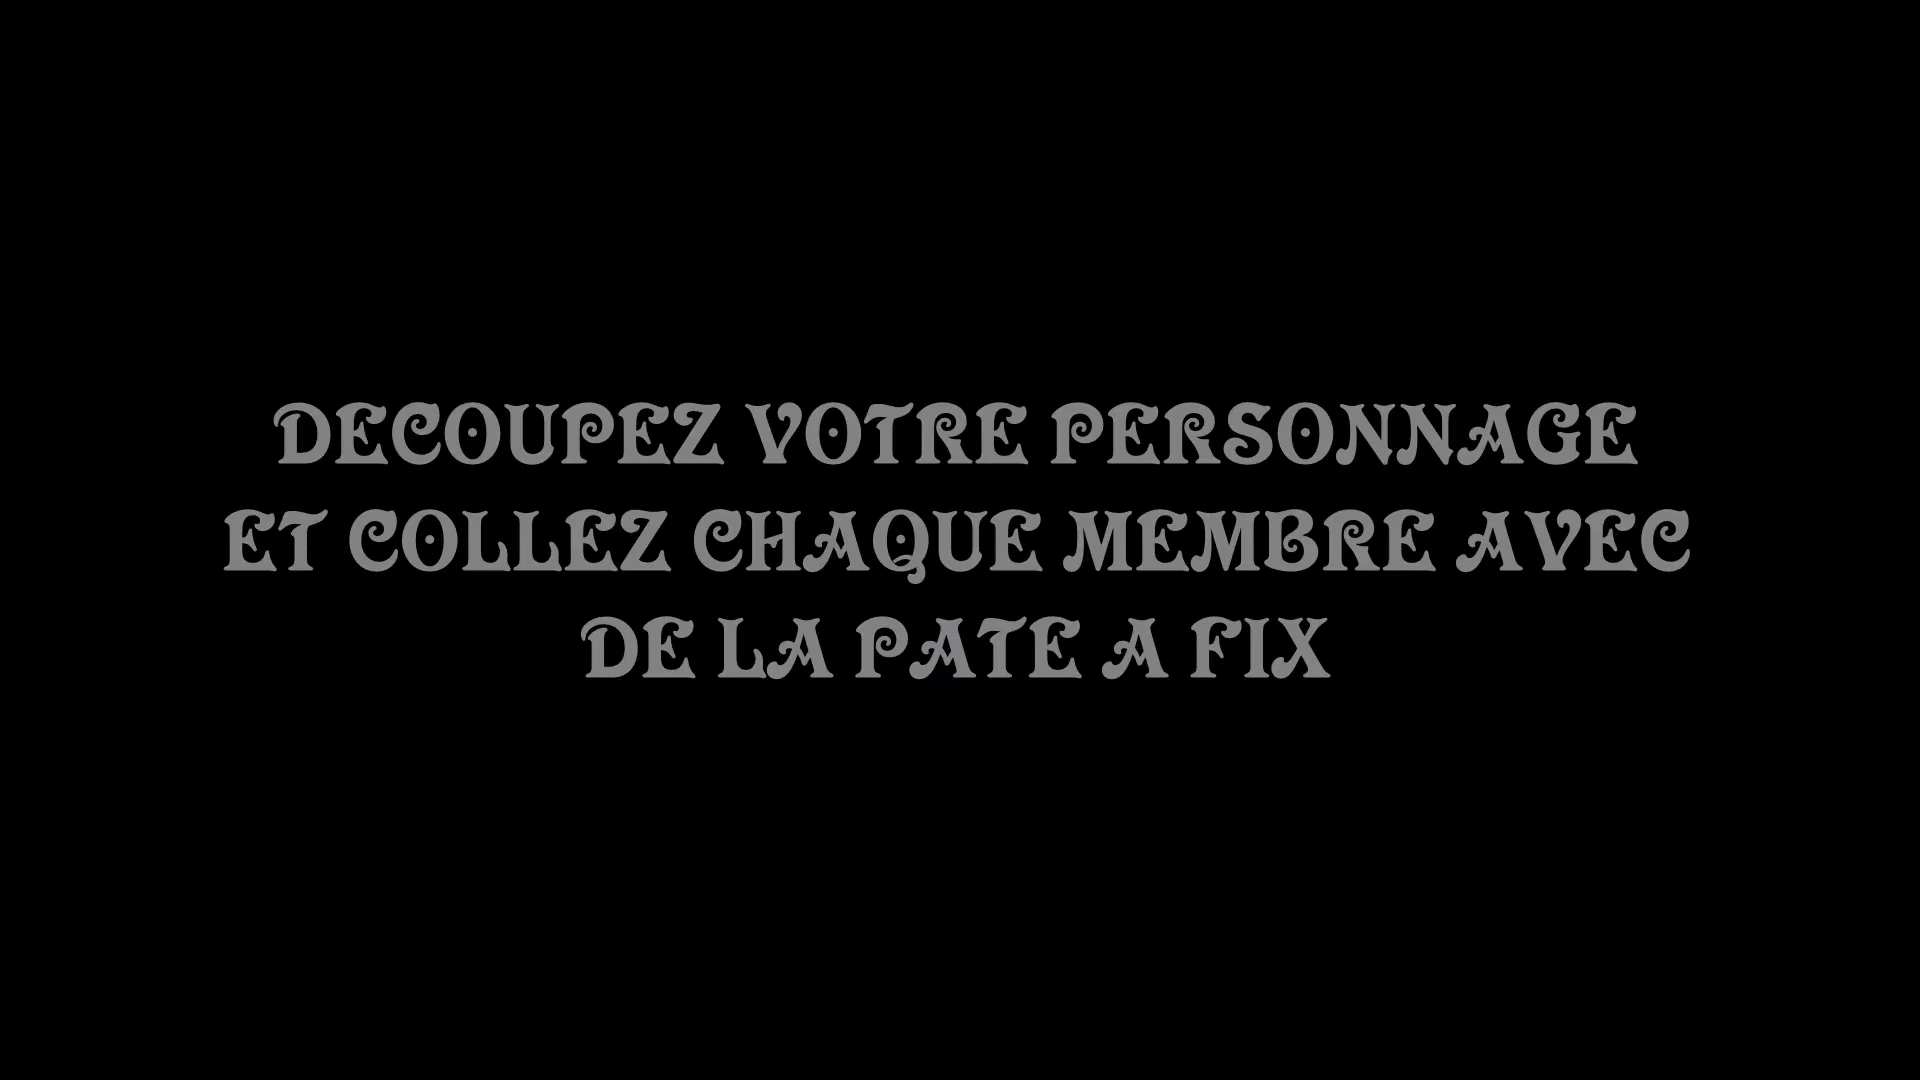 DECOUPEZ VOTRE PERSONNAGE
ET COLLEZ CHAQUE MEMBRE AVEC
DE LA PATE A FIX